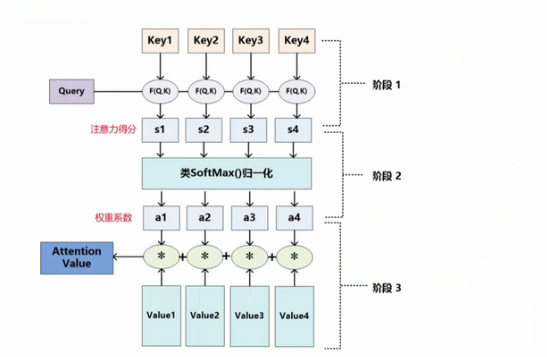 Key1 Key2 Key3 Key4
阶段 1
Query F(Q,K) F(Q,K) F(Q,K) F(Q,K)
注意力得分 s1 s2 s3 s4
类SoftMax()归一化 阶段 2
权重系数 a1 a2 a3 a4
Attention
Value
* + * + * + *
阶段 3
Value1 Value2 Value3 Value4